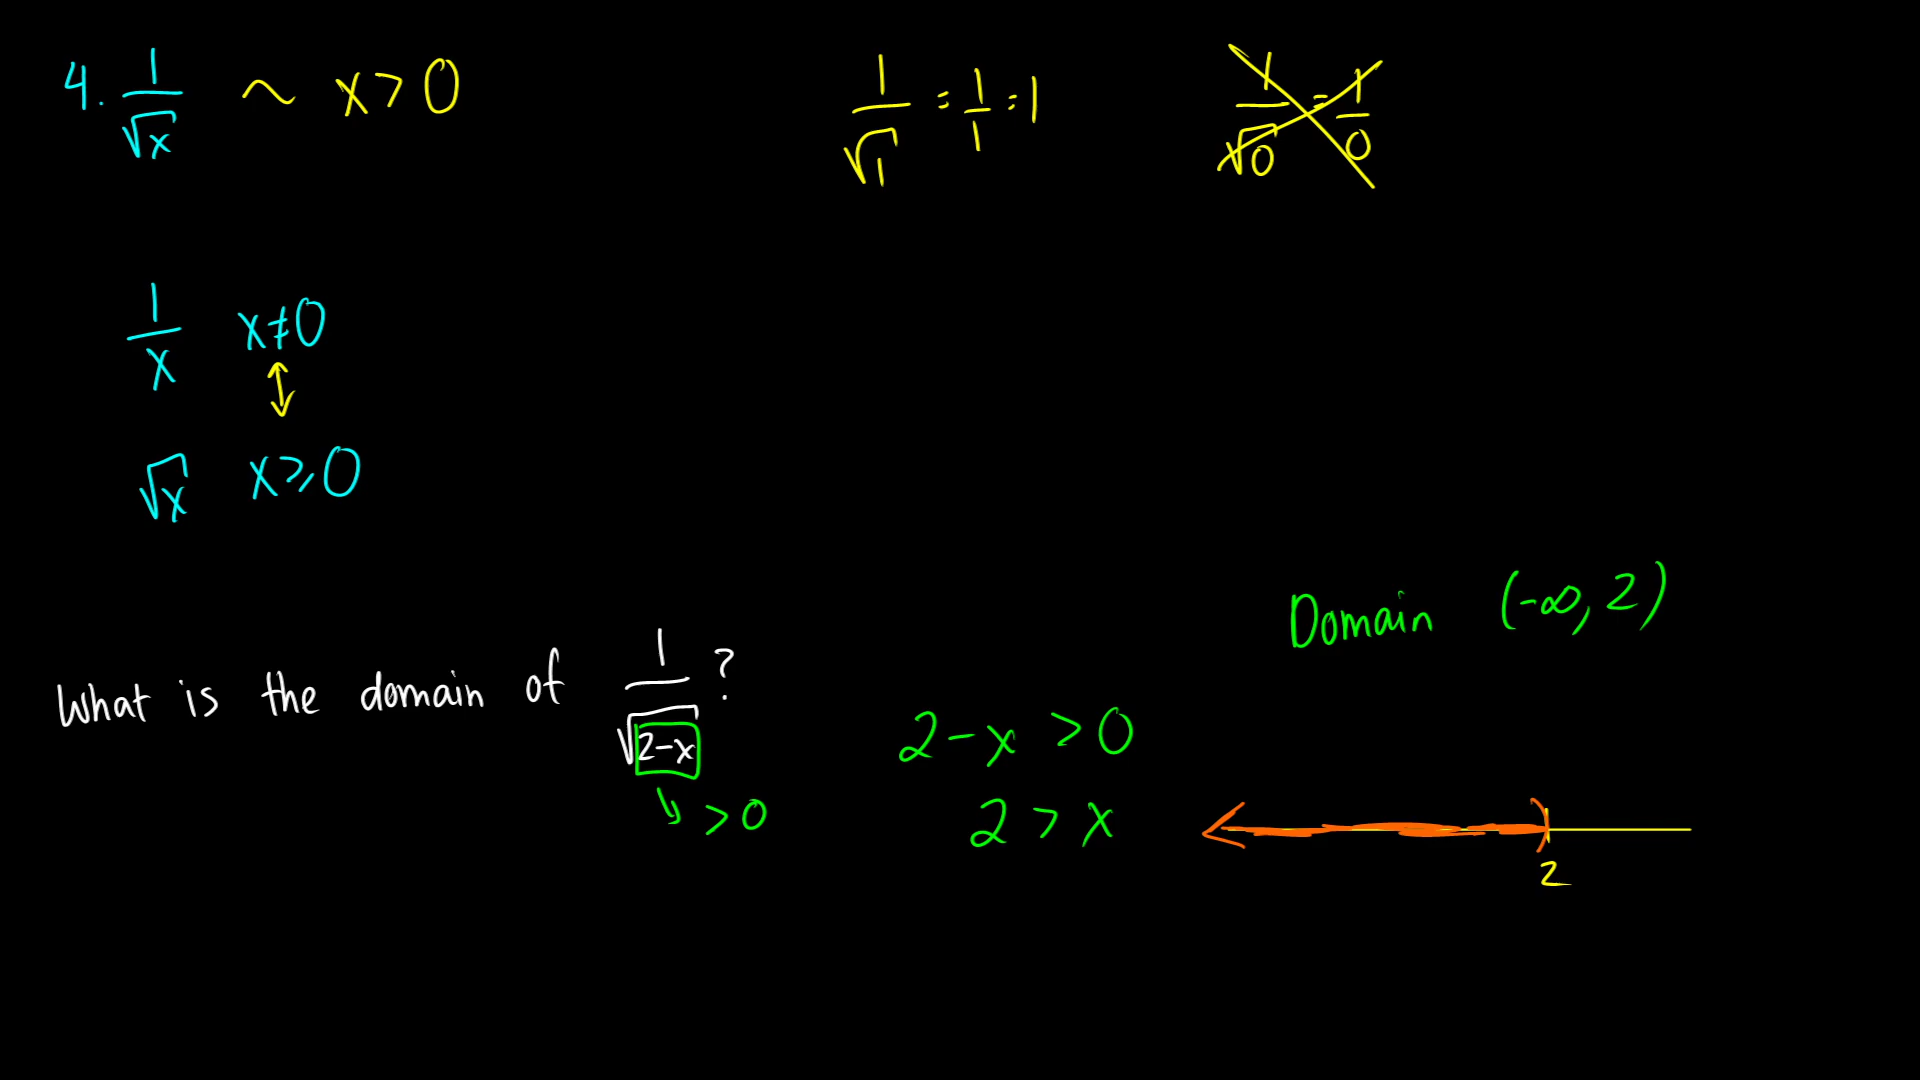 4. 1/√x ~ x > 0
1/√1 = 1/1 = 1
1/√0 = 1/0
1/x x ≠ 0
√x x ≥ 0
Domain (-∞, 2)
What is the domain of 1/√(2-x) ?
> 0
2 - x > 0
2 > x
2